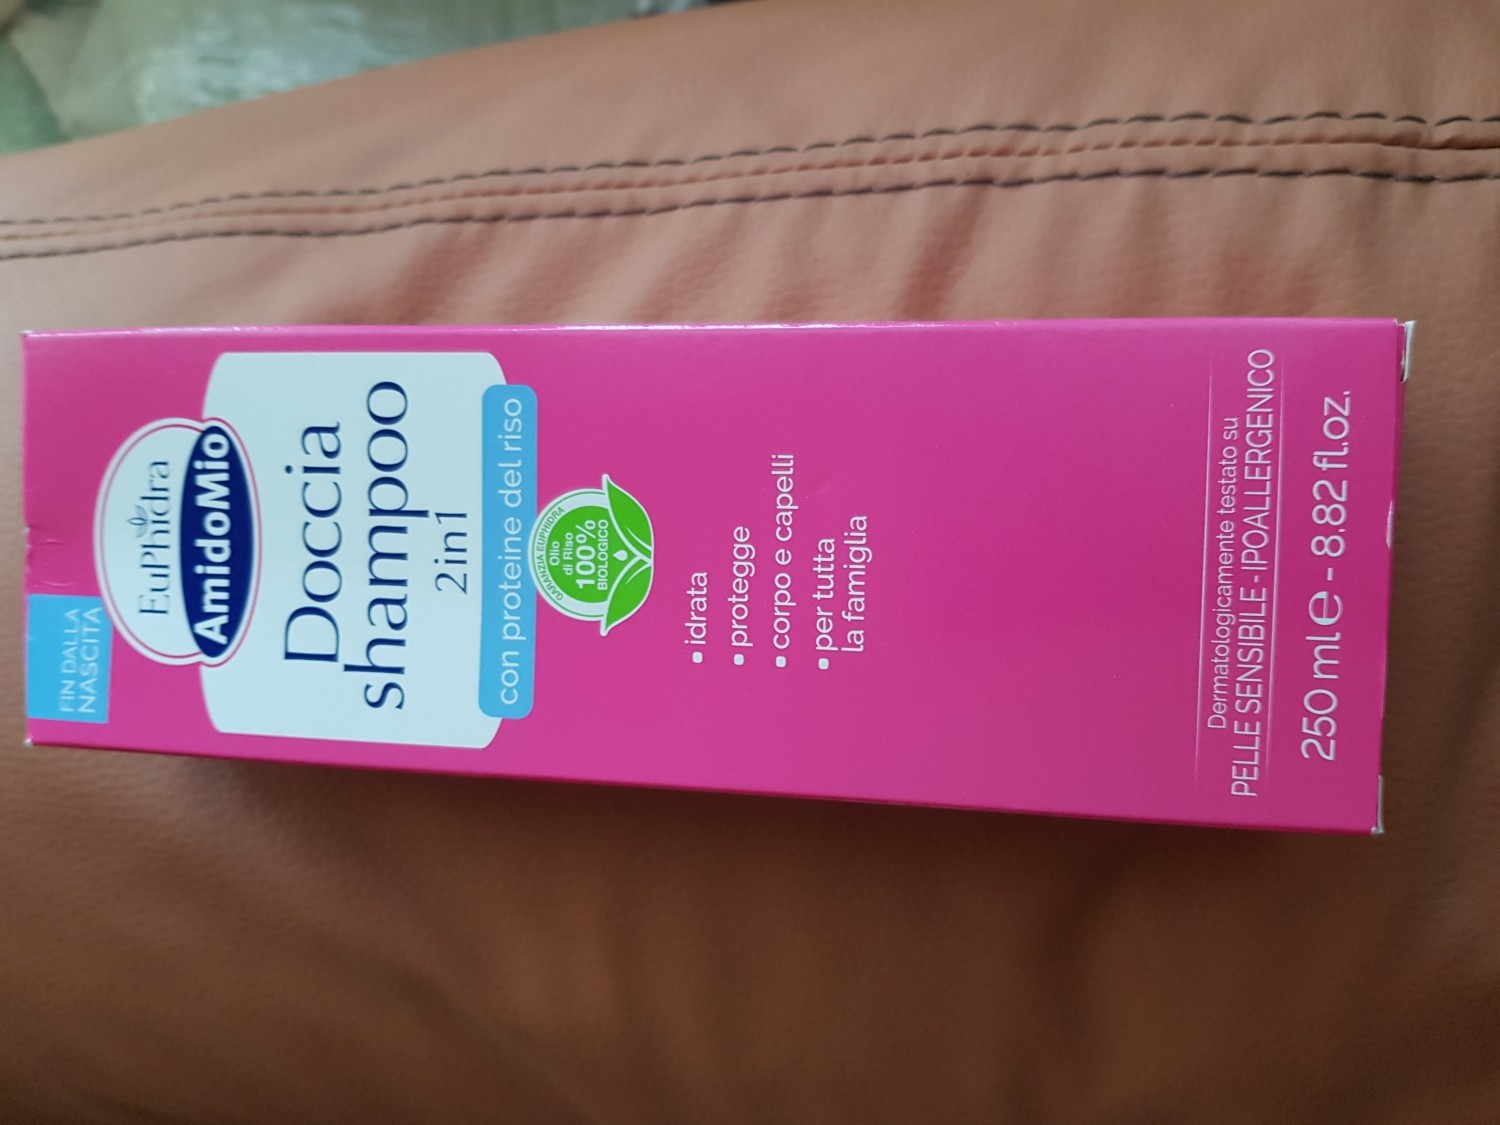 FIN DALLA
NASCITA
EuPhidra
AmidoMio
Doccia
shampoo
2in1
con proteine del riso
GARANZIA EUPHIDRA
Olio
di Riso
100%
BIOLOGICO
• idrata
• protegge
• corpo e capelli
• per tutta
la famiglia
Dermatologicamente testato su
PELLE SENSIBILE - IPOALLERGENICO
250 ml ℮ - 8.82 fl.oz.